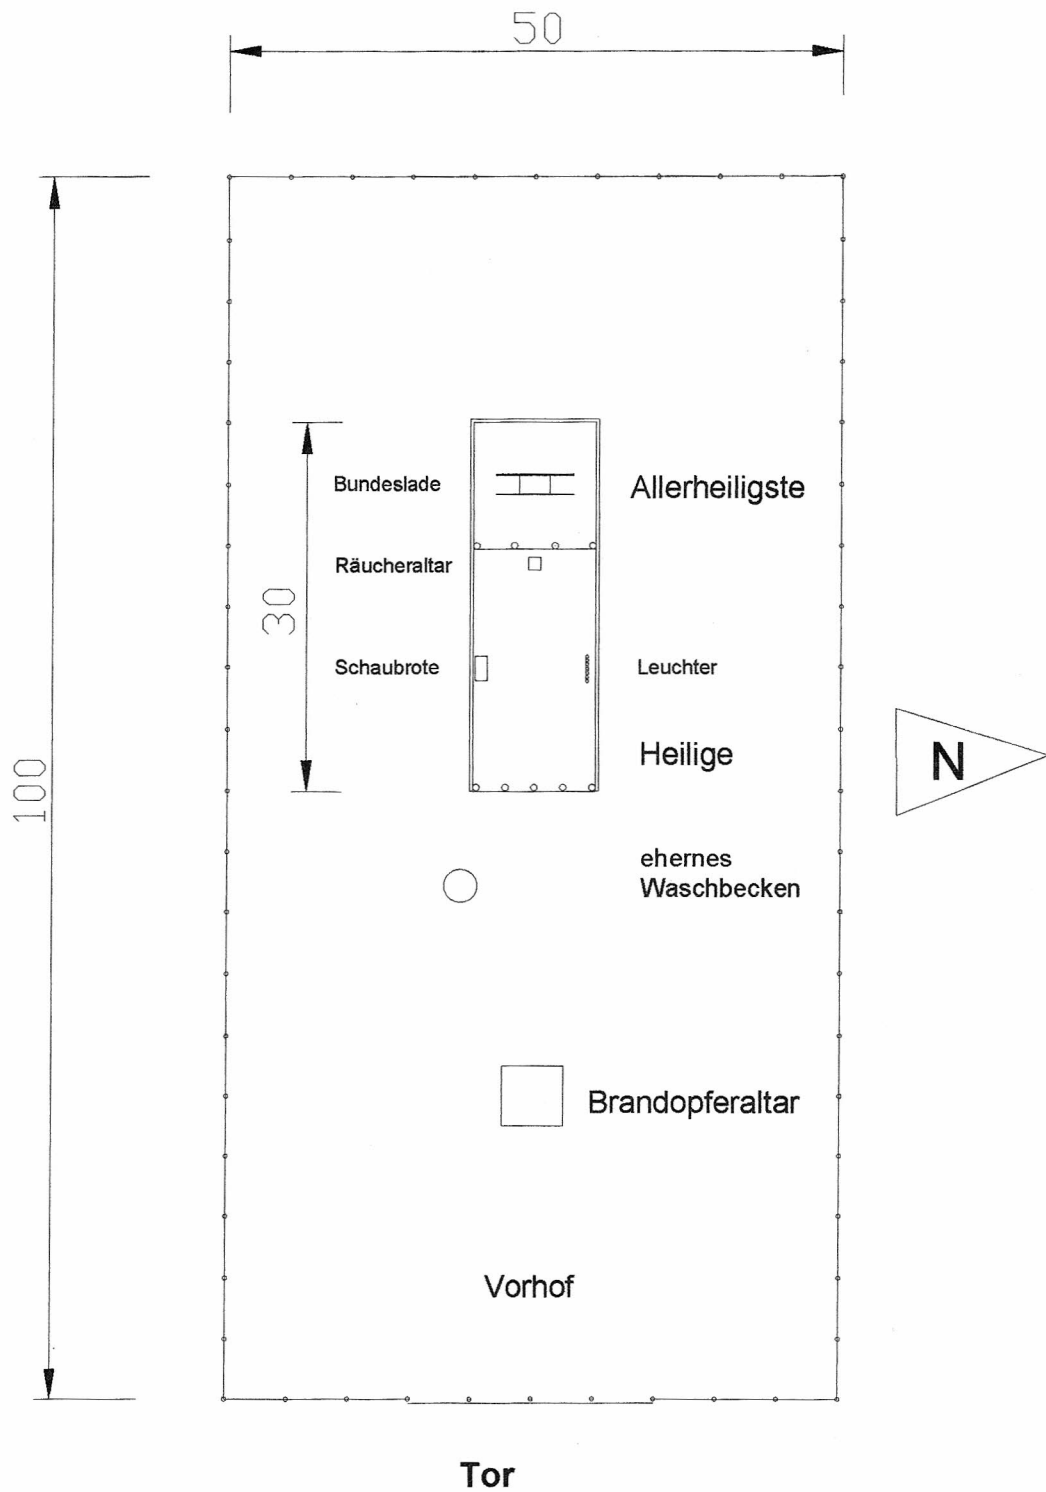 50
Bundeslade
Allerheiligste
Räucheraltar
30
Schaubrote
Leuchter
Heilige
N
100
ehernes
Waschbecken
Brandopferaltar
Vorhof
Tor